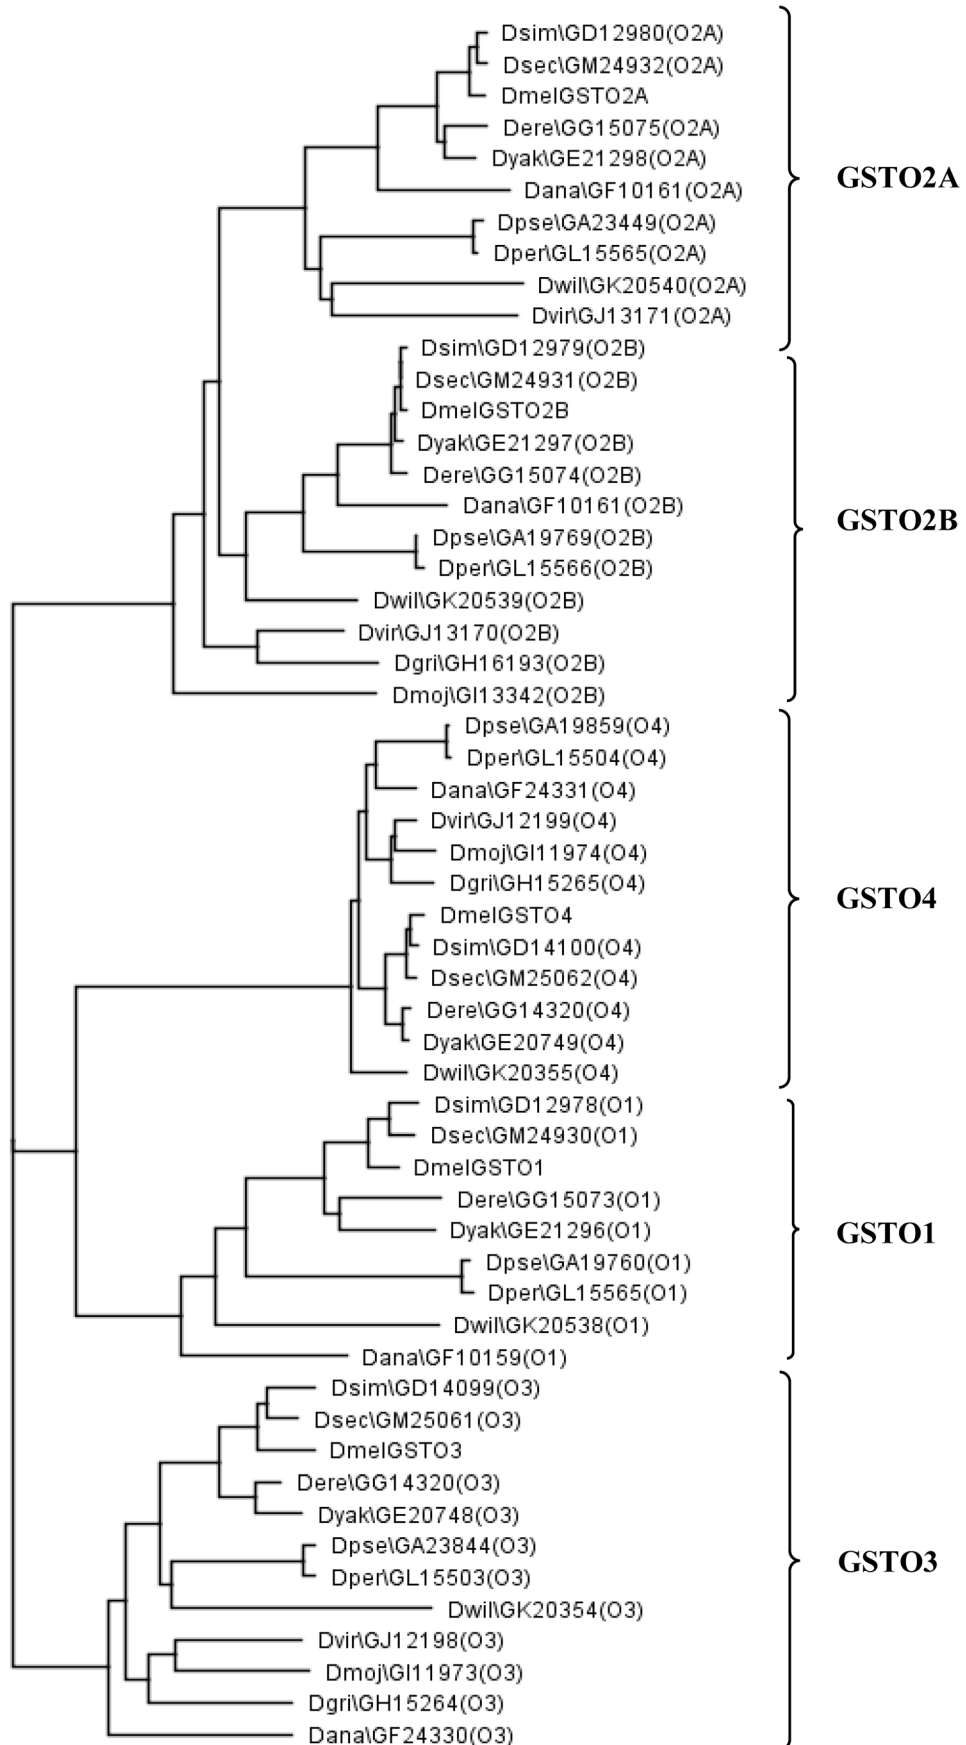 Dsim\GD12980(O2A)
Dsec\GM24932(O2A)
DmelGSTO2A
Dere\GG15075(O2A)
Dyak\GE21298(O2A)
GSTO2A
Dana\GF10161(O2A)
Dpse\GA23449(O2A)
Dper\GL15565(O2A)
Dwil\GK20540(O2A)
Dvir\GJ13171(O2A)
Dsim\GD12979(O2B)
Dsec\GM24931(O2B)
DmelGSTO2B
Dyak\GE21297(O2B)
Dere\GG15074(O2B)
Dana\GF10161(O2B)
GSTO2B
Dpse\GA19769(O2B)
Dper\GL15566(O2B)
Dwil\GK20539(O2B)
Dvir\GJ13170(O2B)
Dgri\GH16193(O2B)
Dmoj\GI13342(O2B)
Dpse\GA19859(O4)
Dper\GL15504(O4)
Dana\GF24331(O4)
Dvir\GJ12199(O4)
Dmoj\GI11974(O4)
Dgri\GH15265(O4)
GSTO4
DmelGSTO4
Dsim\GD14100(O4)
Dsec\GM25062(O4)
Dere\GG14320(O4)
Dyak\GE20749(O4)
Dwil\GK20355(O4)
Dsim\GD12978(O1)
Dsec\GM24930(O1)
DmelGSTO1
Dere\GG15073(O1)
Dyak\GE21296(O1)
GSTO1
Dpse\GA19760(O1)
Dper\GL15565(O1)
Dwil\GK20538(O1)
Dana\GF10159(O1)
Dsim\GD14099(O3)
Dsec\GM25061(O3)
DmelGSTO3
Dere\GG14320(O3)
Dyak\GE20748(O3)
Dpse\GA23844(O3)
GSTO3
Dper\GL15503(O3)
Dwil\GK20354(O3)
Dvir\GJ12198(O3)
Dmoj\GI11973(O3)
Dgri\GH15264(O3)
Dana\GF24330(O3)